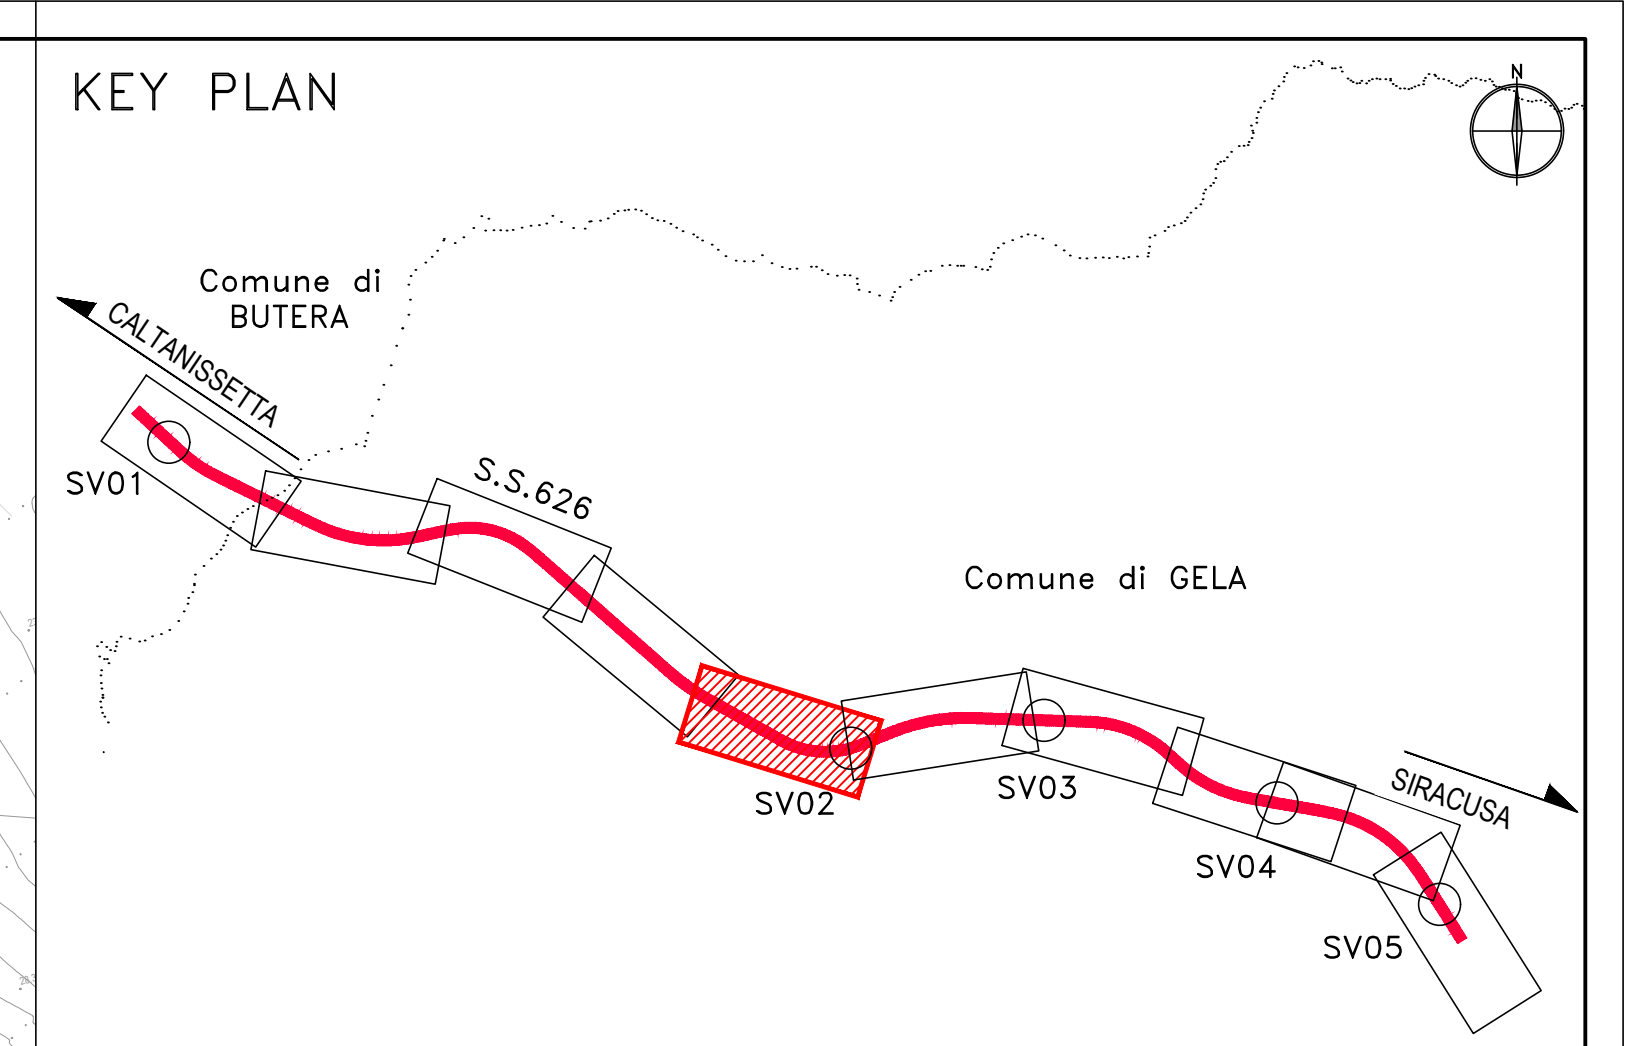 KEY PLAN
N
Comune di
BUTERA
CALTANISSETTA
S.S.626
SV01
Comune di GELA
SV02
SV03
SIRACUSA
SV04
SV05